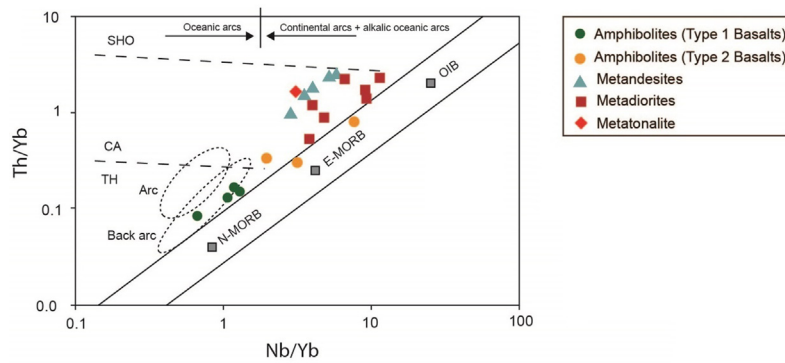 Oceanic arcs
Continental arcs + alkalic oceanic arcs
10
SHO
OIB
1
Th/Yb
CA
E-MORB
TH
Arc
0.1
Back arc
N-MORB
0.0
0.1
1
10
100
Nb/Yb
Amphibolites (Type 1 Basalts)
Amphibolites (Type 2 Basalts)
Metandesites
Metadiorites
Metatonalite